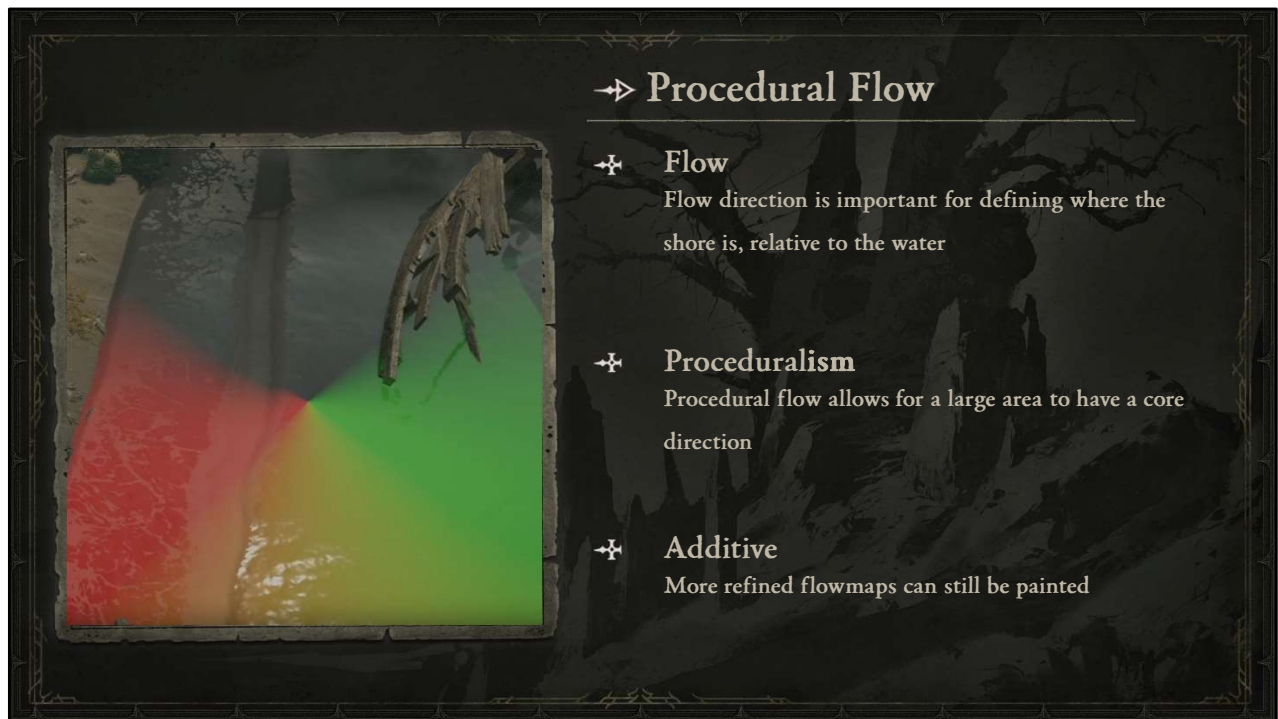 Procedural Flow
Flow
Flow direction is important for defining where the
shore is, relative to the water
Proceduralism
Procedural flow allows for a large area to have a core
direction
Additive
More refined flowmaps can still be painted